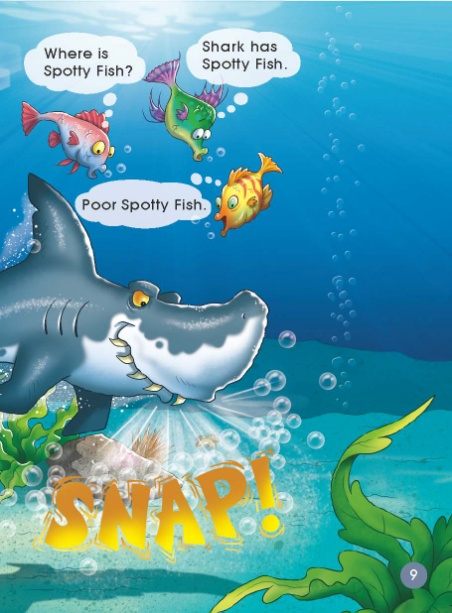 Where is
Spotty Fish?
Shark has
Spotty Fish.
Poor Spotty Fish.
SNAP!
9